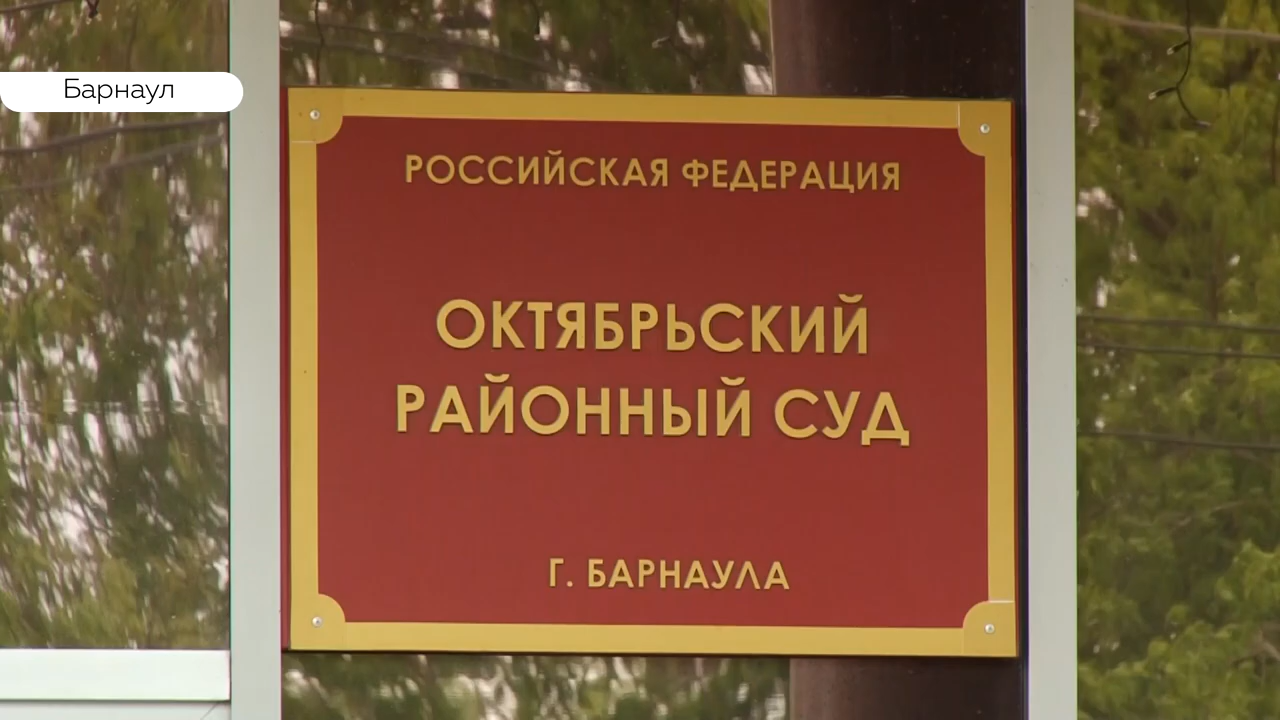 Барнаул
РОССИЙСКАЯ ФЕДЕРАЦИЯ
ОКТЯБРЬСКИЙ
РАЙОННЫЙ СУД
Г. БАРНАУЛА